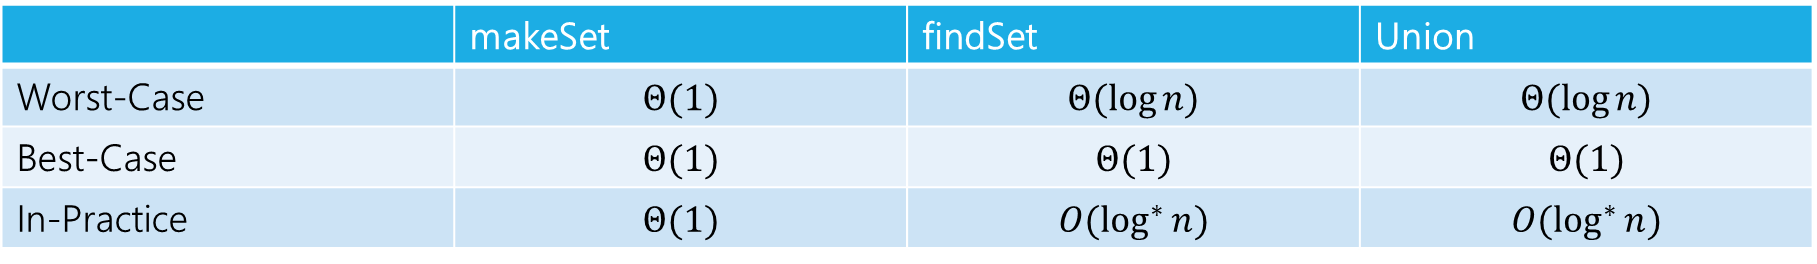 makeSet findSet Union
Worst-Case Θ(1) Θ(log n) Θ(log n)
Best-Case Θ(1) Θ(1) Θ(1)
In-Practice Θ(1) O(log* n) O(log* n)